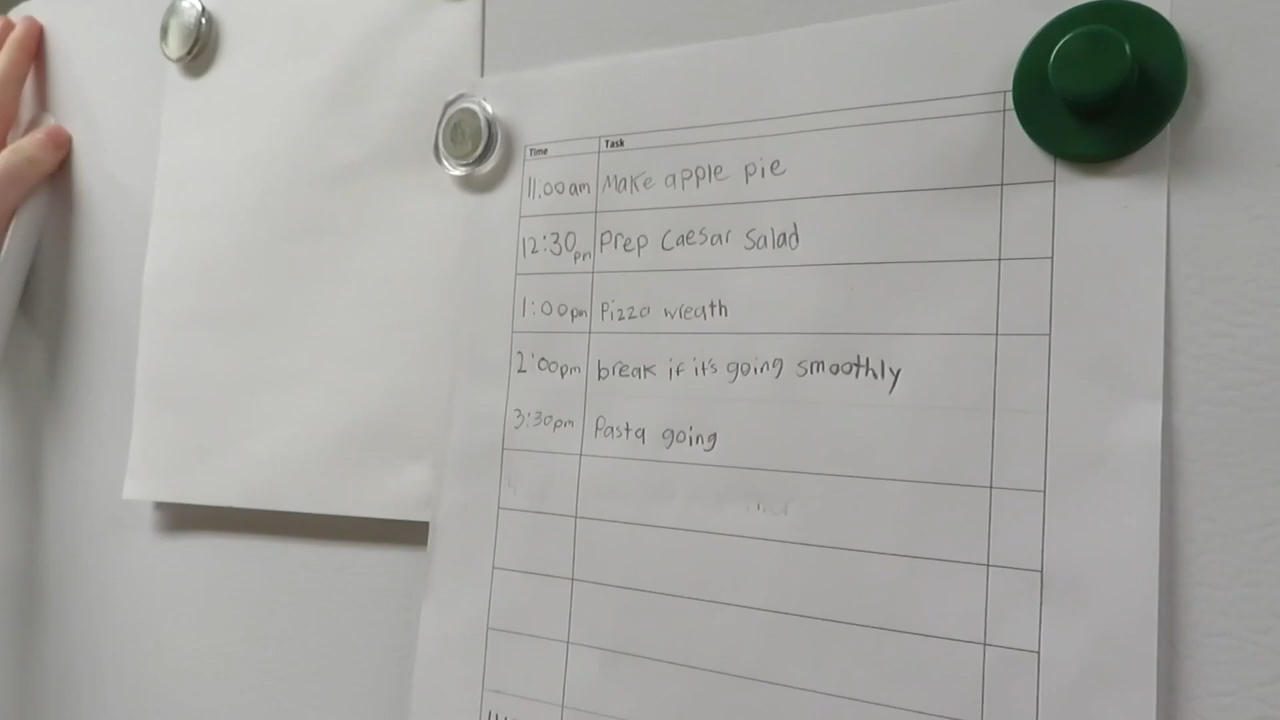 Time Task
11:00am Make apple pie
12:30pm Prep Caesar Salad
1:00pm Pizza wreath
2:00pm break if it's going smoothly
3:30pm Pasta going